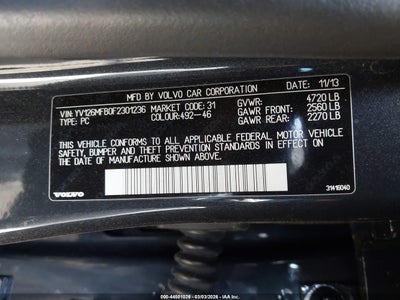 MFD BY VOLVO CAR CORPORATION DATE: 11/13
VIN: YV126MFB0F2301236 MARKET CODE: 31 GVWR: 4720 LB
TYPE: PC COLOUR:492-46 GAWR FRONT: 2560 LB
GAWR REAR: 2270 LB
THIS VEHICLE CONFORMS TO ALL APPLICABLE FEDERAL MOTOR VEHICLE
SAFETY, BUMPER AND THEFT PREVENTION STANDARDS IN EFFECT ON THE
DATE OF MANUFACTURE SHOWN ABOVE.
VOLVO 31416040
000-44501026 - 03/03/2026 - IAA